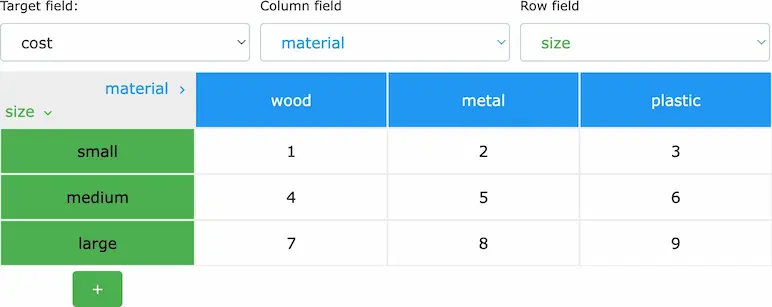 Target field: Column field Row field
cost material size
material ›
size
wood metal plastic
small 1 2 3
medium 4 5 6
large 7 8 9
+